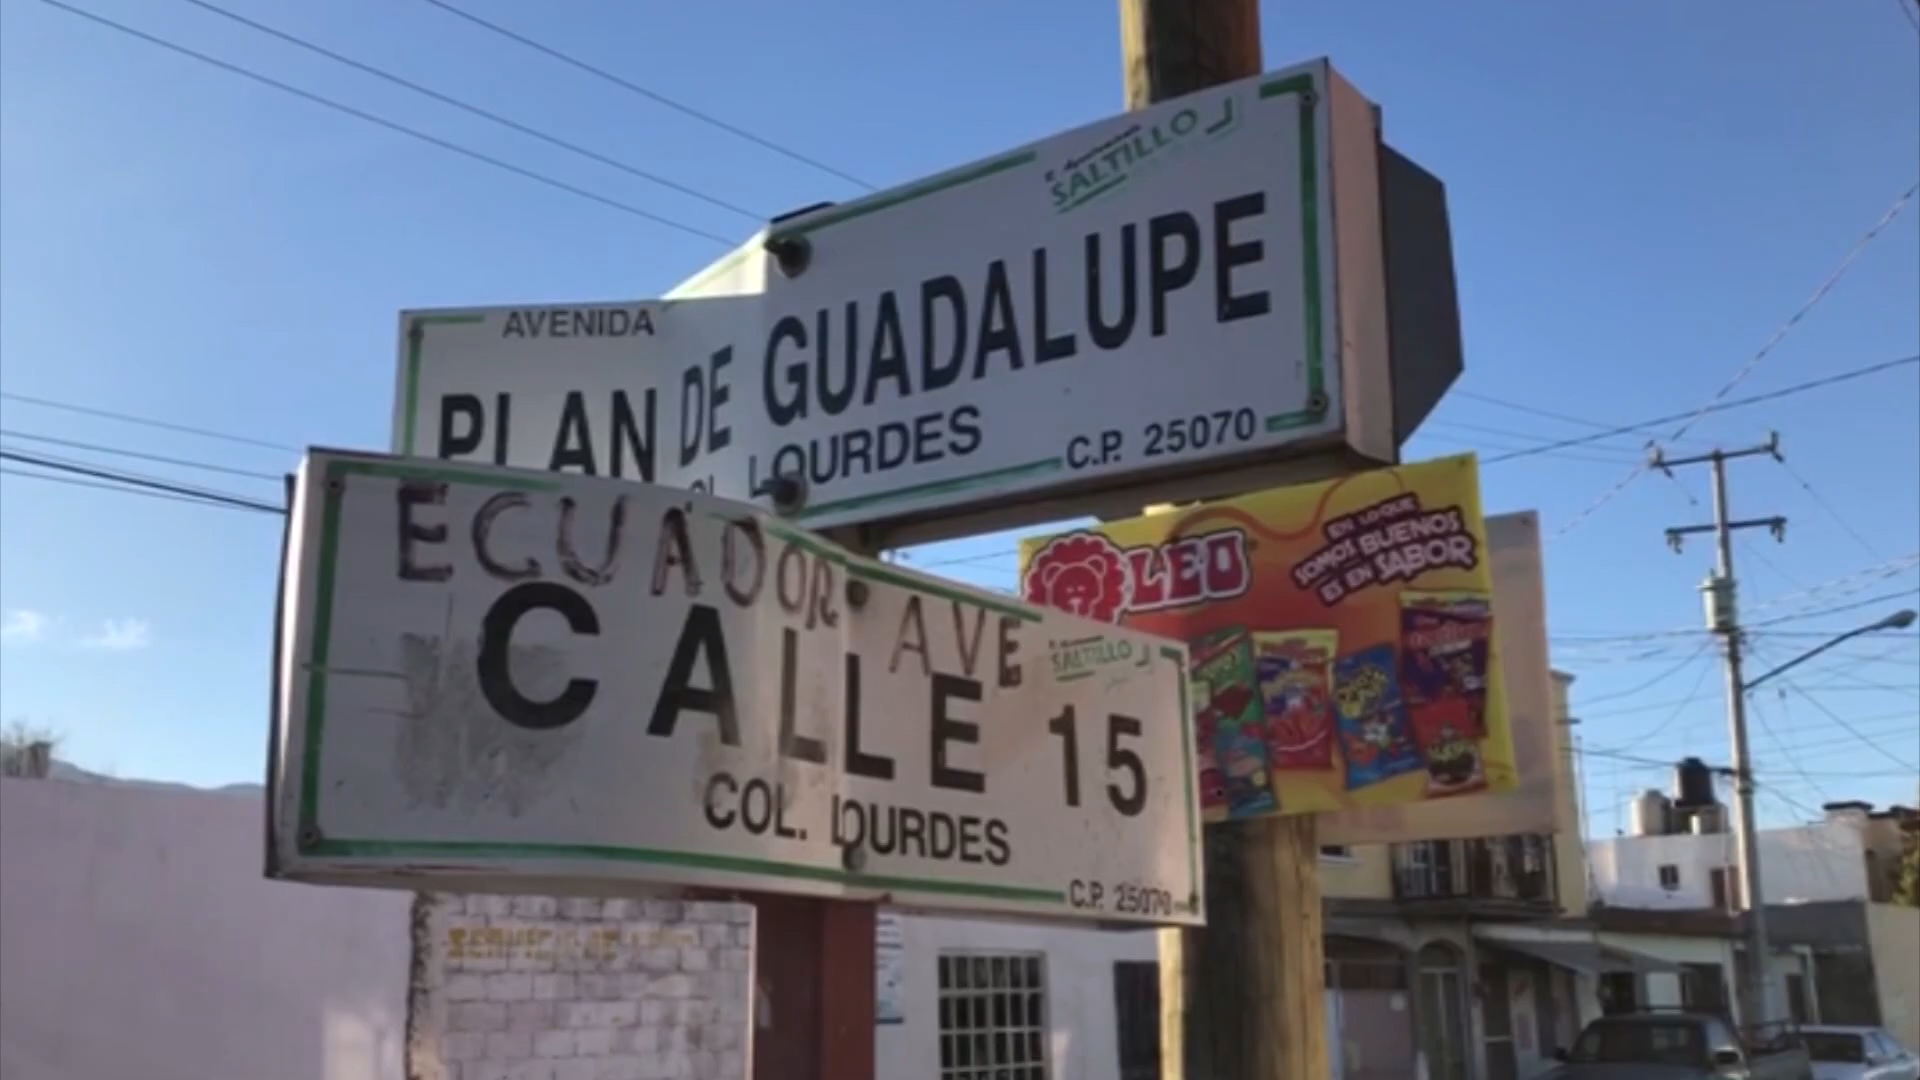 SALTILLO
AVENIDA
PLAN DE GUADALUPE
COL. LOURDES
C.P. 25070
ECUADOR AVE
SALTILLO
CALLE 15
COL. LOURDES
C.P. 25070
LEO
EN LO QUE
SOMOS BUENOS
ES EN SABOR